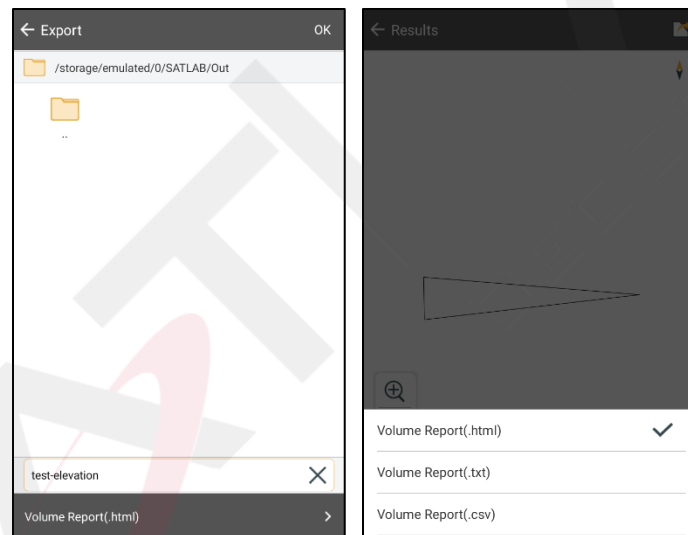 Export
OK
/storage/emulated/0/SATLAB/Out
..
test-elevation
Volume Report(.html)
Results
Volume Report(.html)
Volume Report(.txt)
Volume Report(.csv)